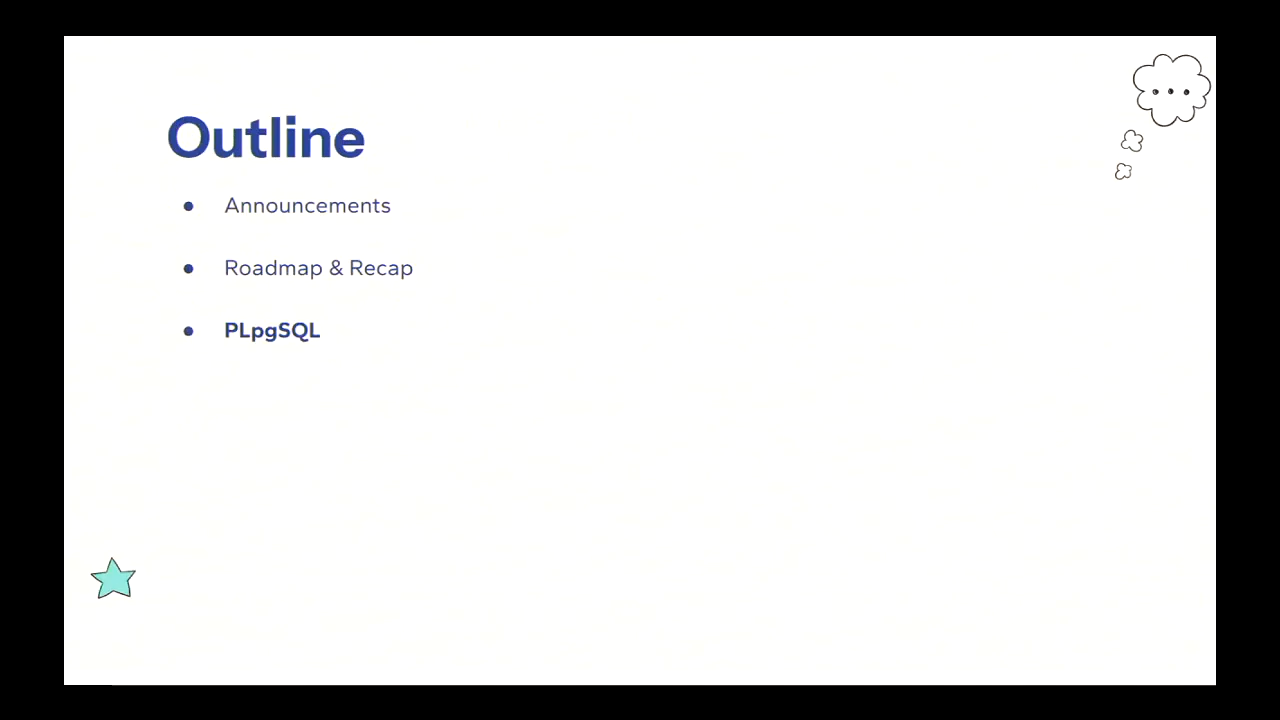 Outline
● Announcements
● Roadmap & Recap
● PLpgSQL